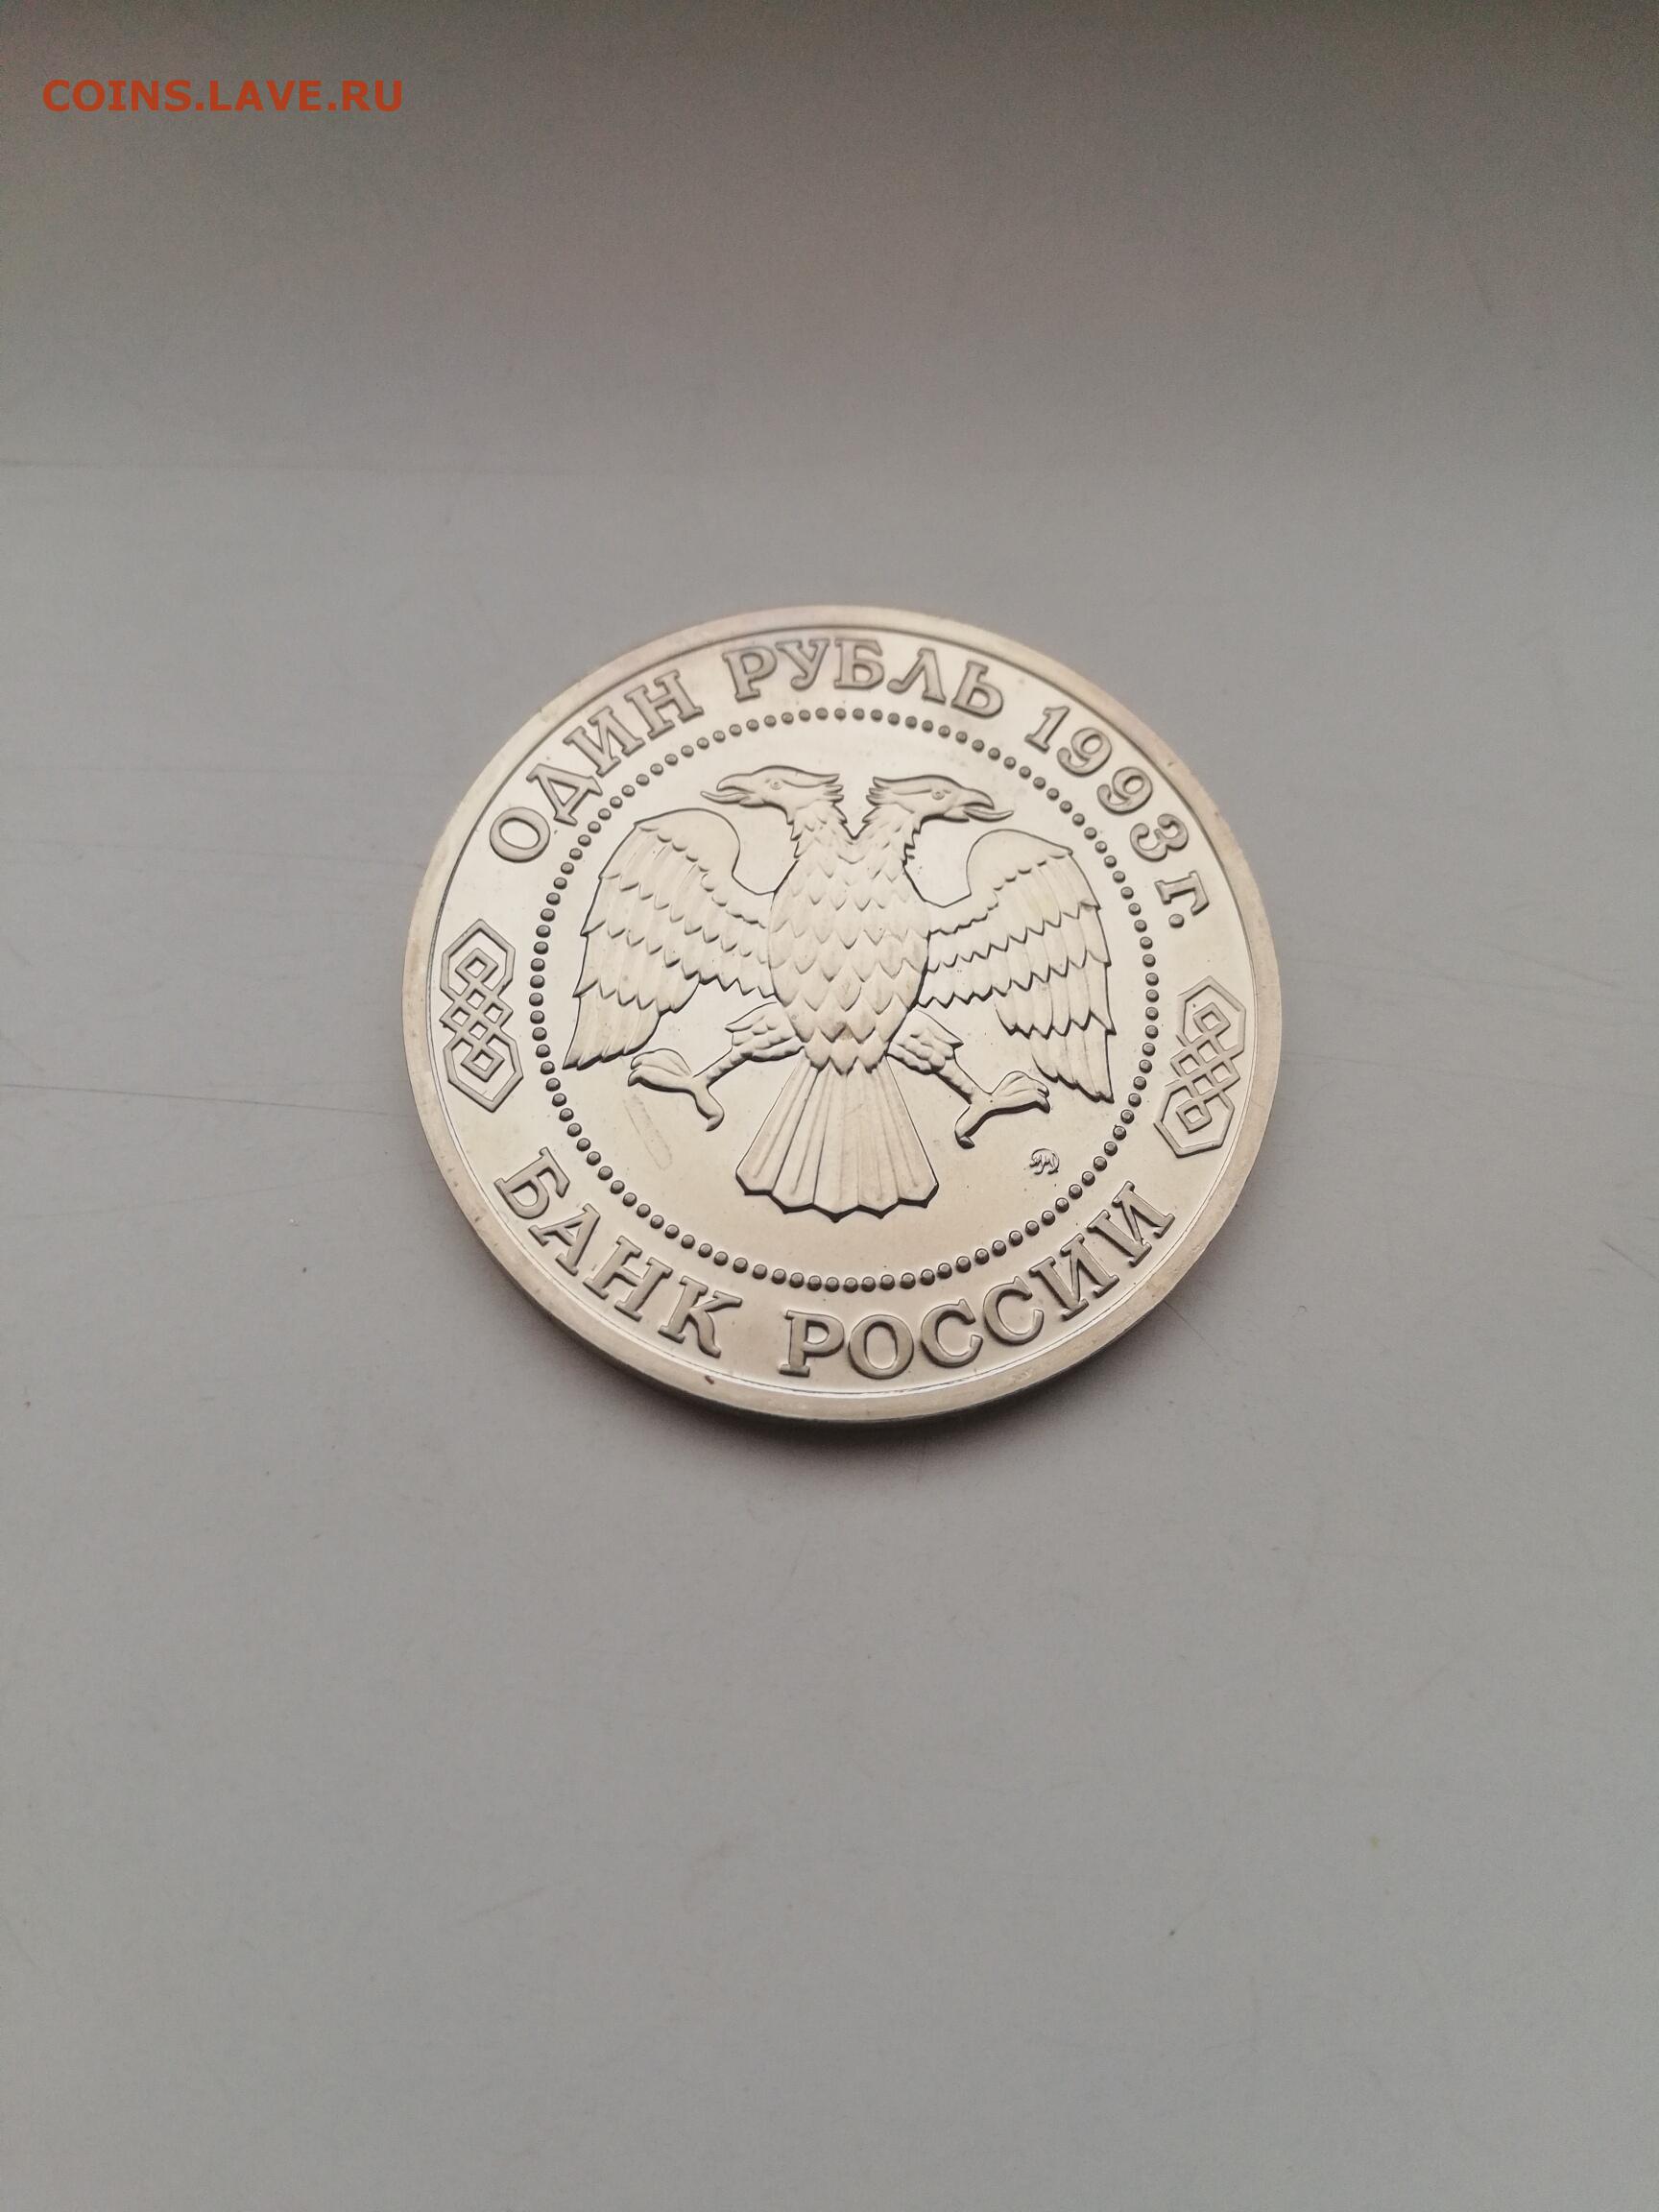 COINS.LAVE.RU
ОДИН РУБЛЬ 1993 г.
БАНК РОССИИ